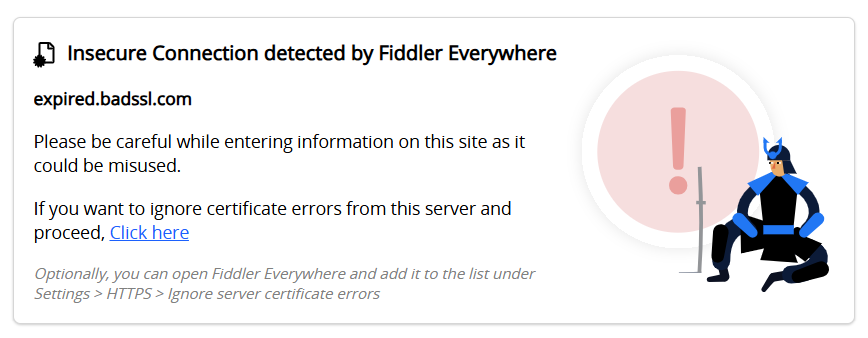 Insecure Connection detected by Fiddler Everywhere
expired.badssl.com
Please be careful while entering information on this site as it
could be misused.
If you want to ignore certificate errors from this server and
proceed, Click here
Optionally, you can open Fiddler Everywhere and add it to the list under
Settings > HTTPS > Ignore server certificate errors